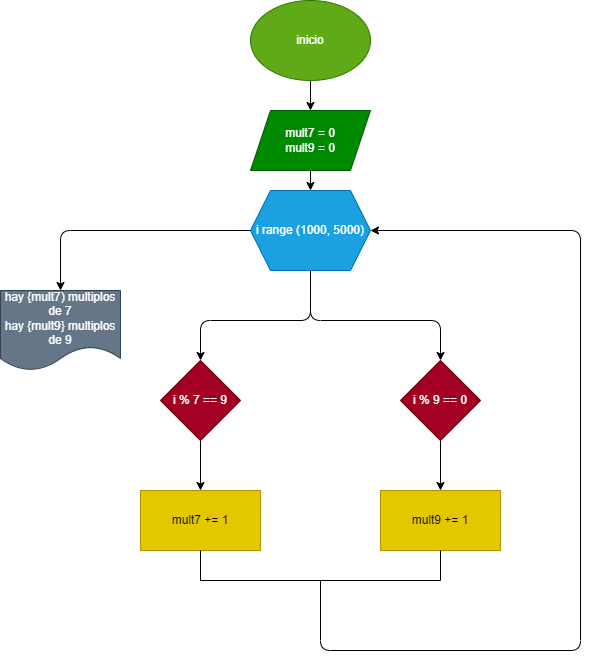 inicio
mult7 = 0
mult9 = 0
i range (1000, 5000)
hay {mult7) multiplos
de 7
hay {mult9} multiplos
de 9
i % 7 == 9
i % 9 == 0
mult7 += 1
mult9 += 1